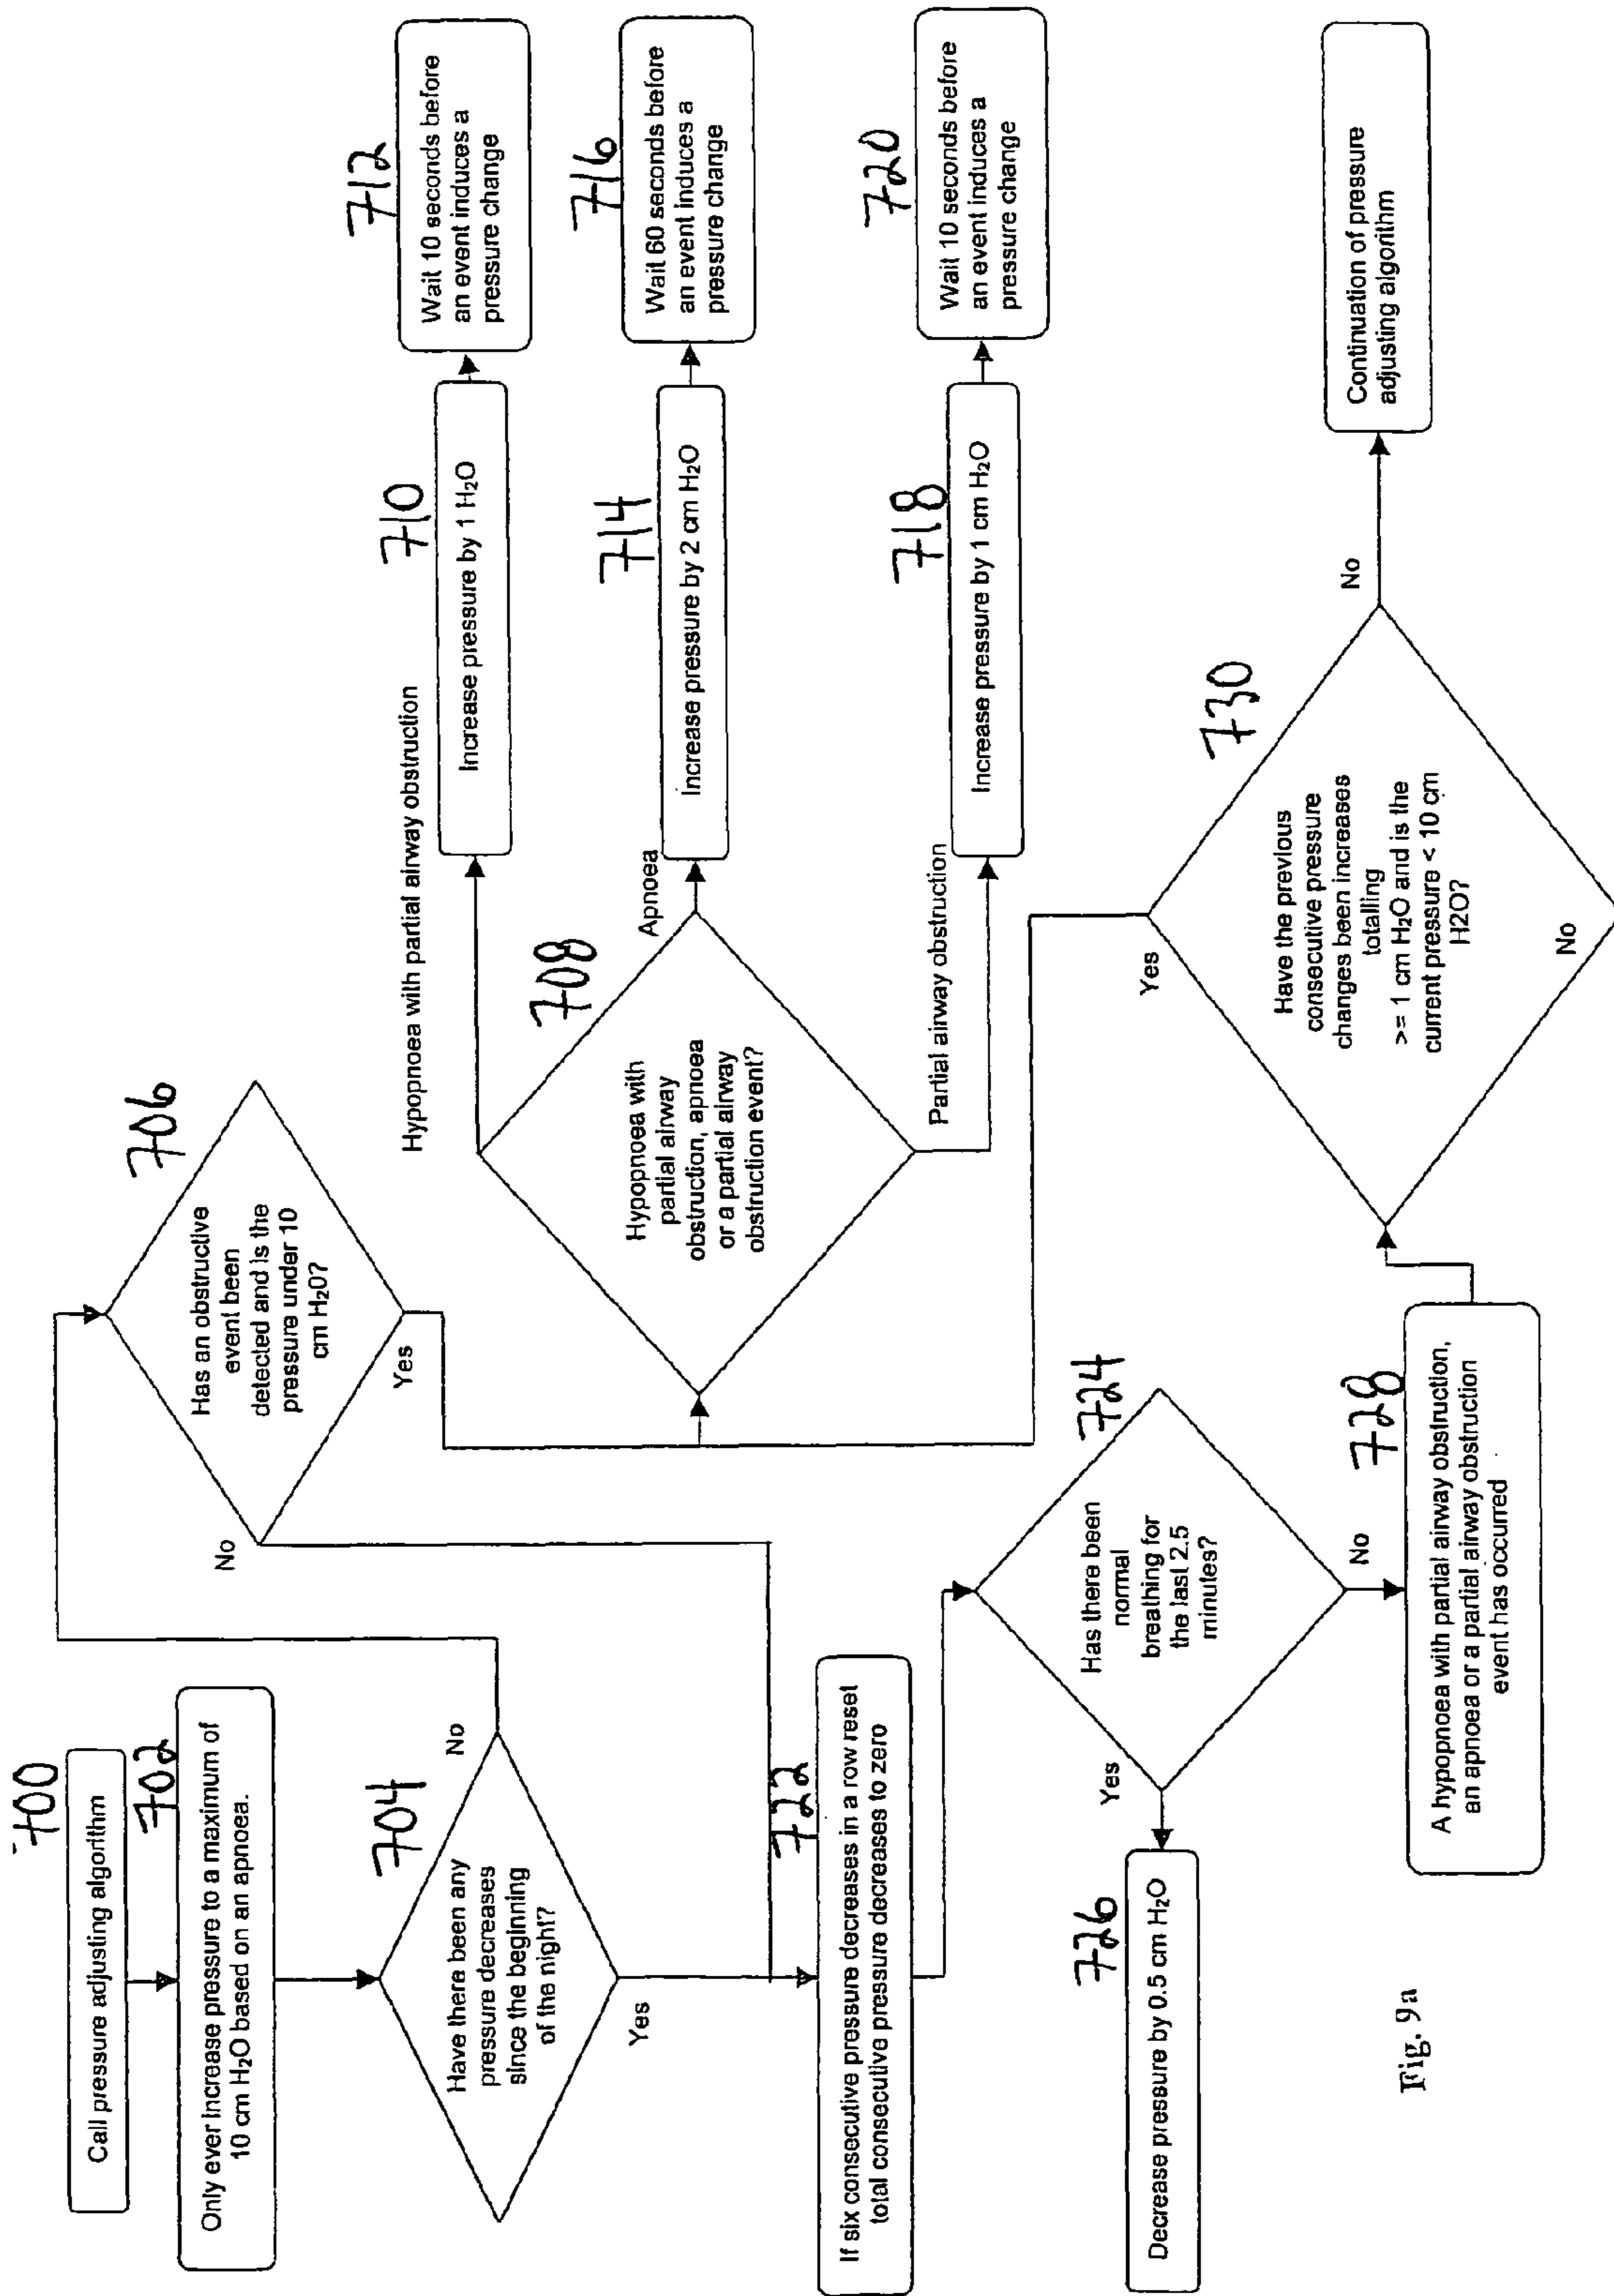 700
Call pressure adjusting algorithm
702
Only ever increase pressure to a maximum of
10 cm H₂O based on an apnoea.
704
Have there been any
pressure decreases
since the beginning
of the night?
No
Yes
706
Has an obstructive
event been
detected and is the
pressure under 10
cm H₂0?
No
Yes
708
Hypopnoea with
partial airway
obstruction, apnoea
or a partial airway
obstruction event?
Hypopnoea with partial airway obstruction
710
Increase pressure by 1 H₂O
712
Wait 10 seconds before
an event induces a
pressure change
Apnoea
714
Increase pressure by 2 cm H₂O
716
Wait 60 seconds before
an event induces a
pressure change
Partial airway obstruction
718
Increase pressure by 1 cm H₂O
720
Wait 10 seconds before
an event induces a
pressure change
722
If six consecutive pressure decreases in a row reset
total consecutive pressure decreases to zero
724
Has there been
normal
breathing for
the last 2.5
minutes?
Yes
No
726
Decrease pressure by 0.5 cm H₂O
728
A hypopnoea with partial airway obstruction,
an apnoea or a partial airway obstruction
event has occurred
730
Have the previous
consecutive pressure
changes been increases
totalling
>= 1 cm H₂O and is the
current pressure < 10 cm
H2O?
Yes
No
No
Continuation of pressure
adjusting algorithm
Fig. 9a